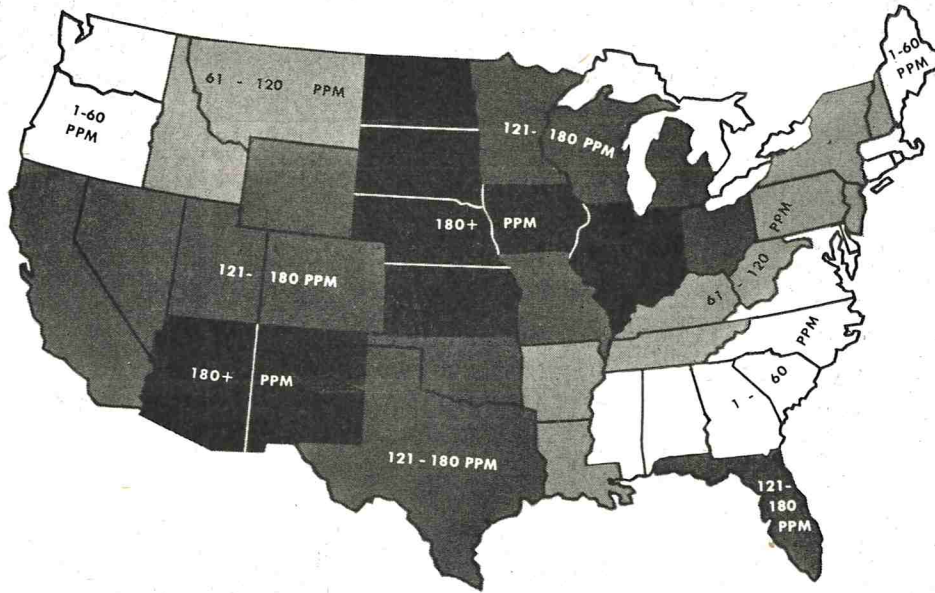 61 - 120 PPM
1-60
PPM
1-60
PPM
121- 180 PPM
180+ PPM
PPM
61 - 120
121- 180 PPM
180+ PPM
PPM
1 - 60
121 - 180 PPM
121-
180
PPM